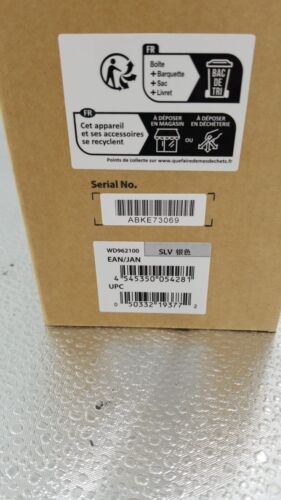 FR
Boîte
+ Barquette
+ Sac
+ Livret
BAC
DE
TRI
FR
Cet appareil
et ses accessoires
se recyclent
À DÉPOSER
EN MAGASIN
OU
À DÉPOSER
EN DÉCHÈTERIE
Points de collecte sur www.quefairedemesdechets.fr
Serial No.
ABKE73069
WD962100
SLV 银色
EAN/JAN
4 545350 054281
UPC
0 50332 19377 2